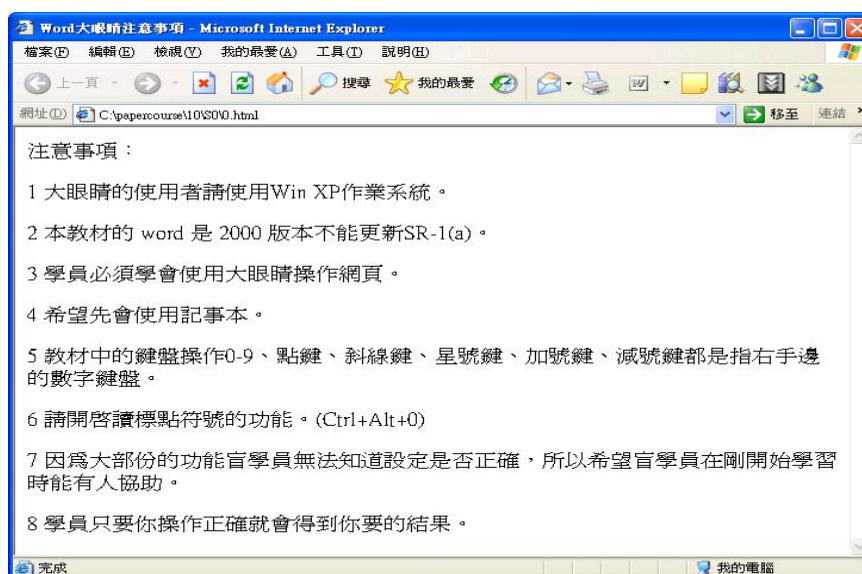 Word大眼睛注意事項 - Microsoft Internet Explorer
檔案(F) 編輯(E) 檢視(V) 我的最愛(A) 工具(T) 說明(H)
上一頁 搜尋 我的最愛
網址(D) C:\papercourse\10\S0\0.html 移至 連結
注意事項：
1 大眼睛的使用者請使用Win XP作業系統。
2 本教材的 word 是 2000 版本不能更新SR-1(a)。
3 學員必須學會使用大眼睛操作網頁。
4 希望先會使用記事本。
5 教材中的鍵盤操作0-9、點鍵、斜線鍵、星號鍵、加號鍵、減號鍵都是指右手邊
的數字鍵盤。
6 請開啟讀標點符號的功能。(Ctrl+Alt+0)
7 因為大部份的功能盲學員無法知道設定是否正確，所以希望盲學員在剛開始學習
時能有人協助。
8 學員只要你操作正確就會得到你要的結果。
完成 我的電腦